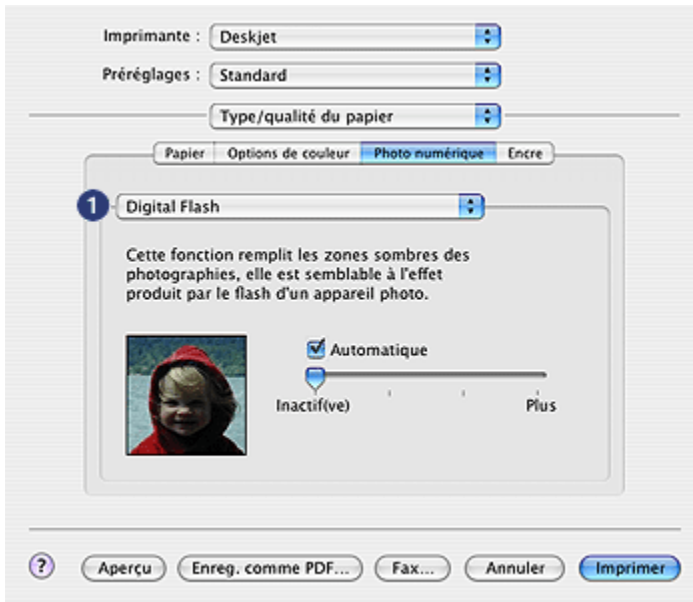 Imprimante : Deskjet
Préréglages : Standard
Type/qualité du papier
Papier Options de couleur Photo numérique Encre
1 Digital Flash
Cette fonction remplit les zones sombres des
photographies, elle est semblable à l'effet
produit par le flash d'un appareil photo.
Automatique
Inactif(ve) Plus
? Aperçu Enreg. comme PDF... Fax... Annuler Imprimer